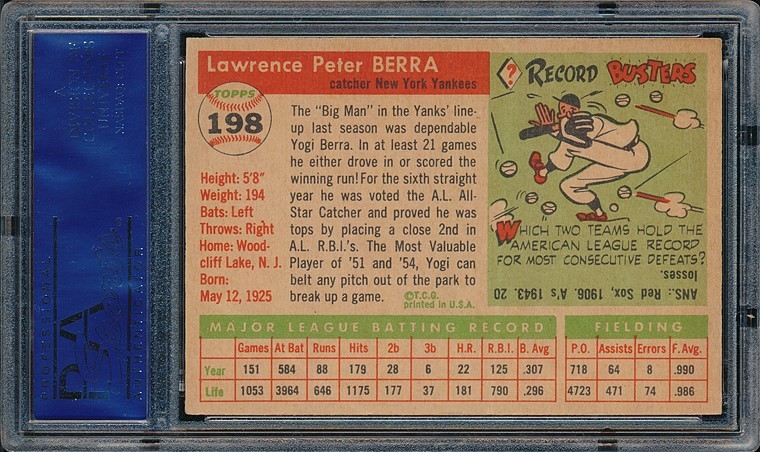 Lawrence Peter BERRA
catcher New York Yankees
TOPPS
198
Height: 5'8"
Weight: 194
Bats: Left
Throws: Right
Home: Wood-
cliff Lake, N. J.
Born:
May 12, 1925
The "Big Man" in the Yanks' line-
up last season was dependable
Yogi Berra. In at least 21 games
he either drove in or scored the
winning run! For the sixth straight
year he was voted the A.L. All-
Star Catcher and proved he was
tops by placing a close 2nd in
A.L. R.B.I.'s. The Most Valuable
Player of '51 and '54, Yogi can
belt any pitch out of the park to
break up a game.
©T.C.G.
printed in U.S.A.
? RECORD BUSTERS
WHICH TWO TEAMS HOLD THE
AMERICAN LEAGUE RECORD
FOR MOST CONSECUTIVE DEFEATS?
ANS.: Red Sox, 1906. A's 1943. 20
losses.
MAJOR LEAGUE BATTING RECORD FIELDING
Games At Bat Runs Hits 2b 3b H.R. R.B.I. B. Avg P.O. Assists Errors F. Avg.
Year 151 584 88 179 28 6 22 125 .307 718 64 8 .990
Life 1053 3964 646 1175 177 37 181 790 .296 4723 471 74 .986
PSA